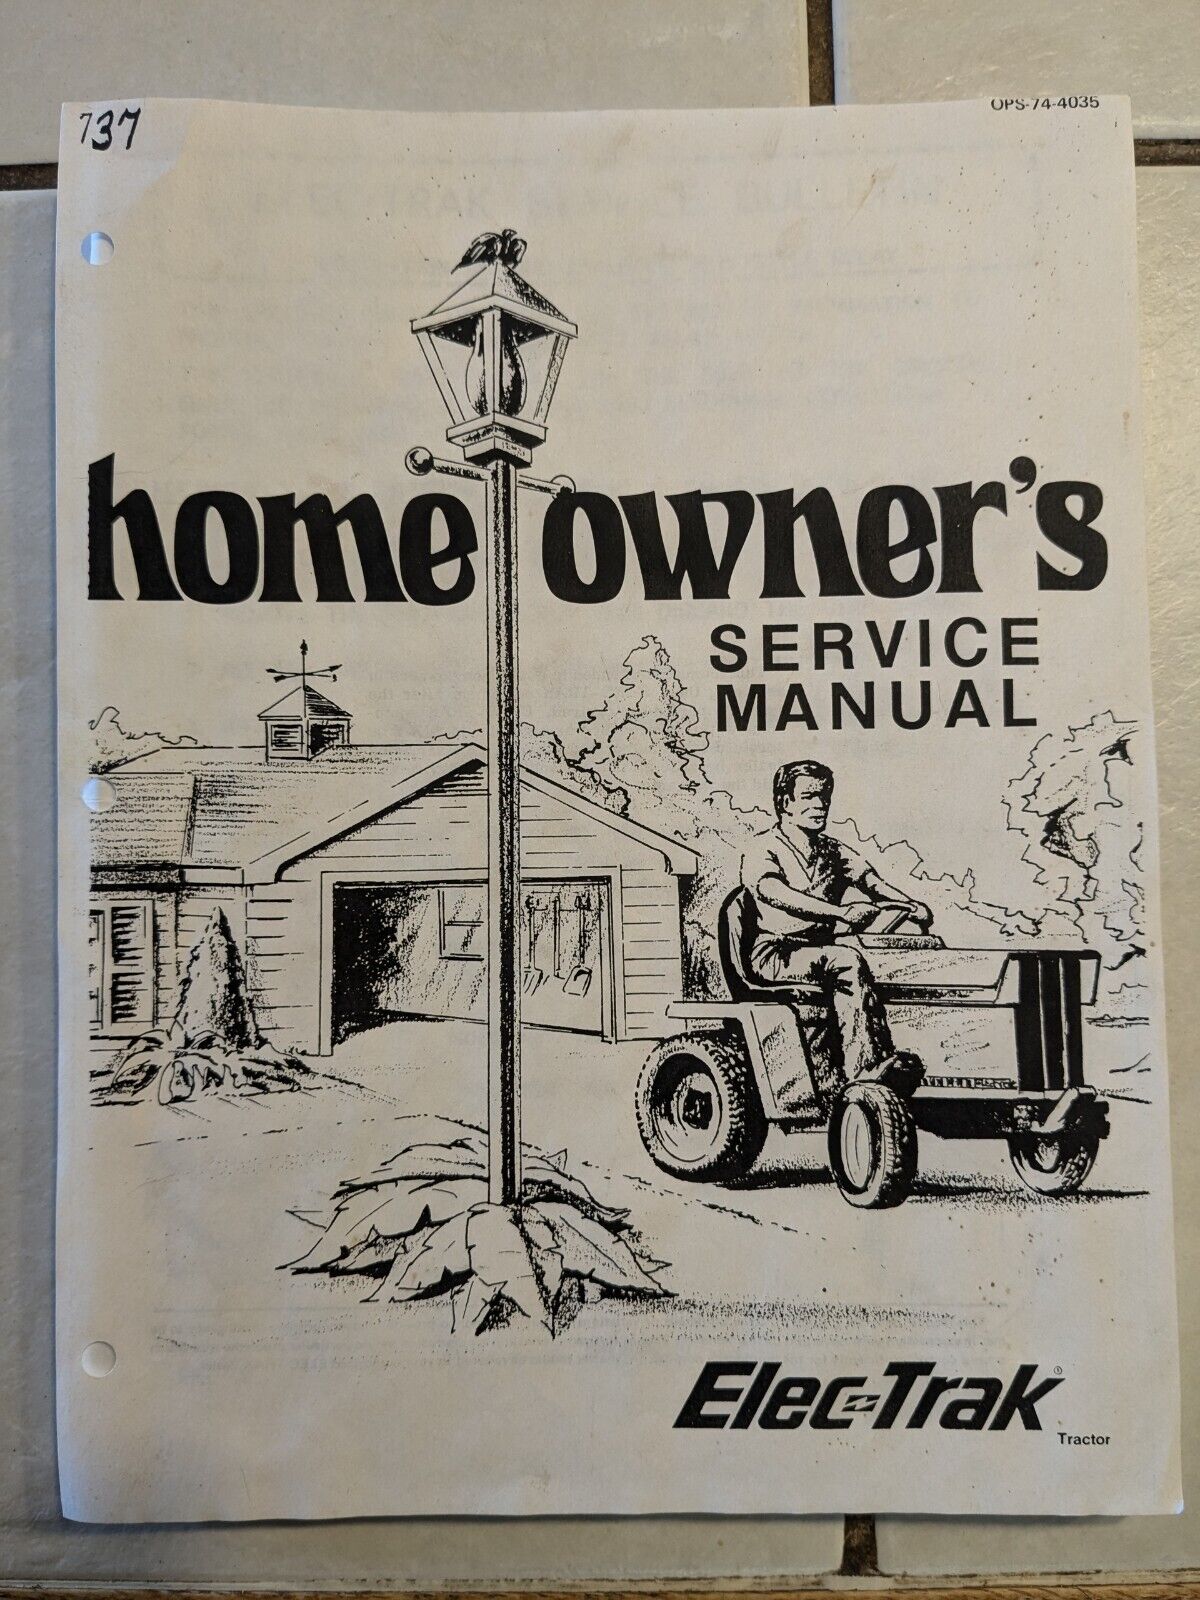 737
OPS-74-4035
home owner's
SERVICE
MANUAL
Elec-Trak®
Tractor